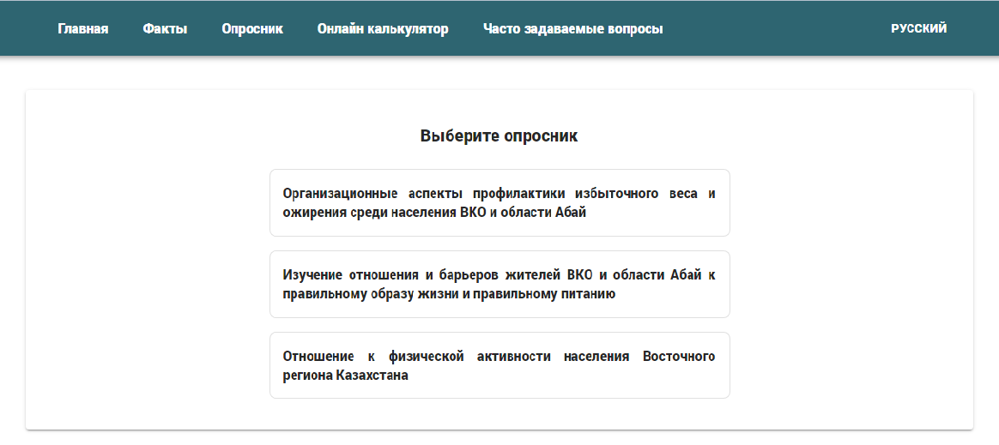 Главная Факты Опросник Онлайн калькулятор Часто задаваемые вопросы РУССКИЙ
Выберите опросник
Организационные аспекты профилактики избыточного веса и
ожирения среди населения ВКО и области Абай
Изучение отношения и барьеров жителей ВКО и области Абай к
правильному образу жизни и правильному питанию
Отношение к физической активности населения Восточного
региона Казахстана